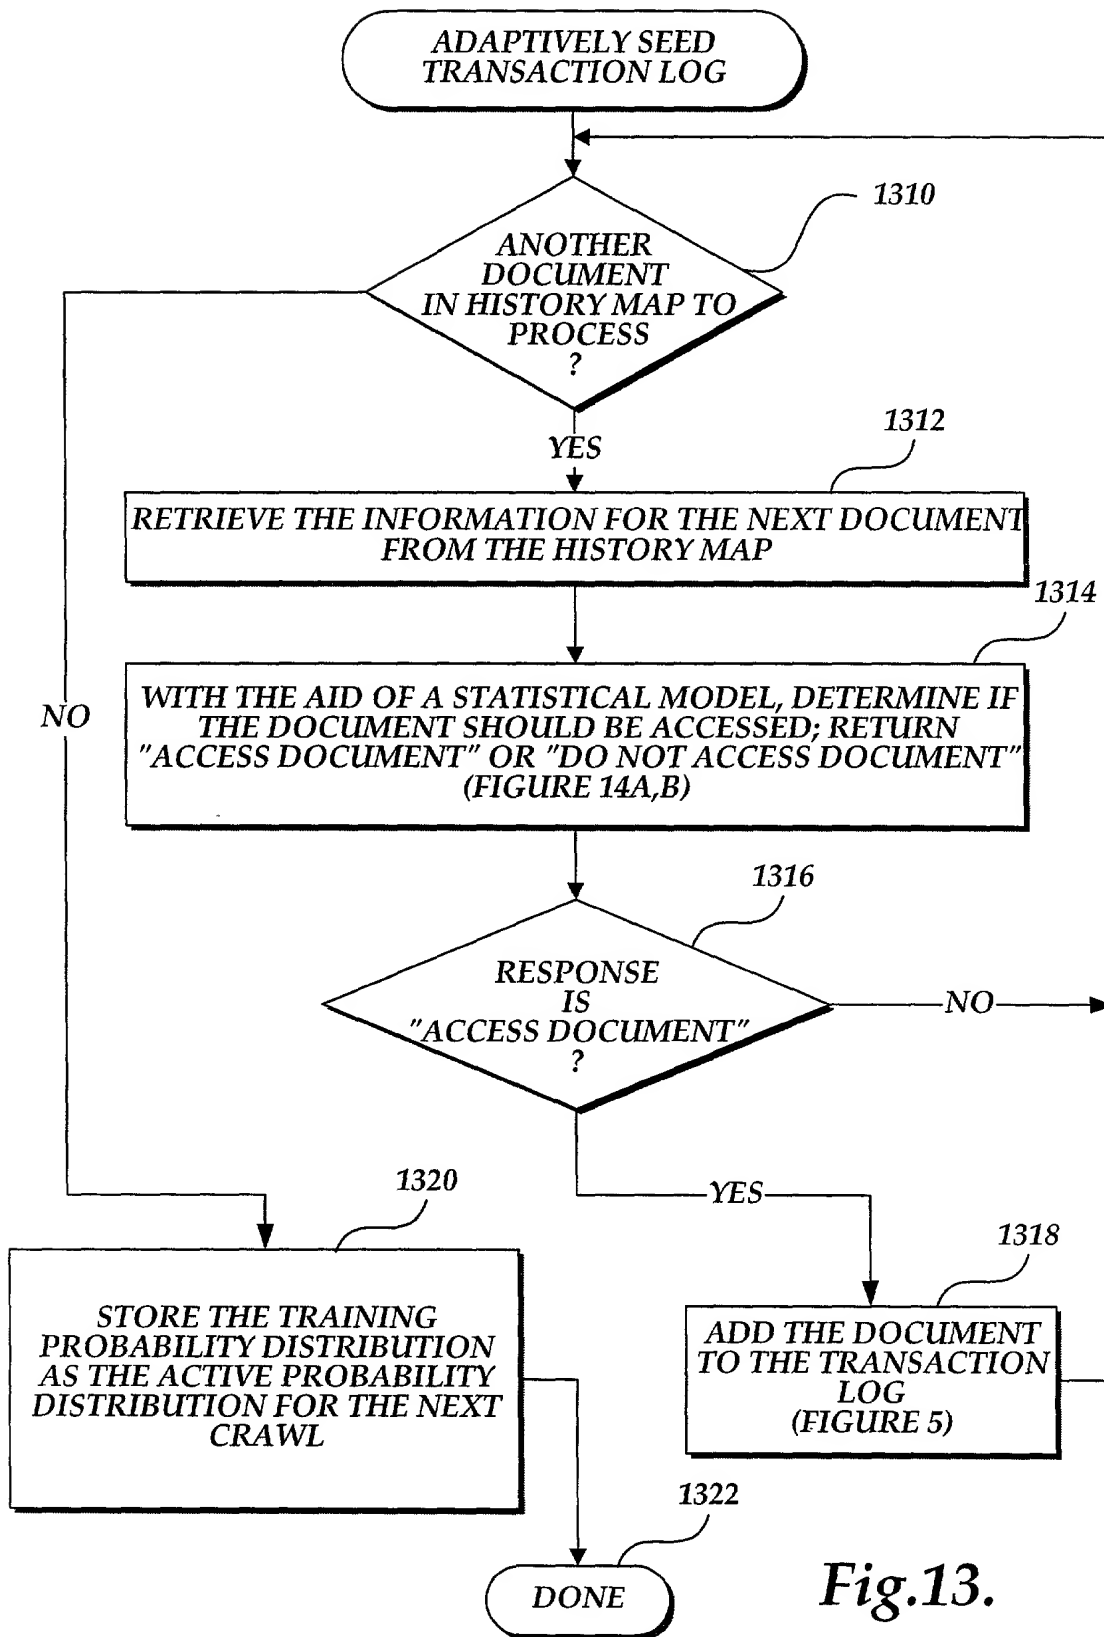 ADAPTIVELY SEED
TRANSACTION LOG
1310
ANOTHER
DOCUMENT
IN HISTORY MAP TO
PROCESS
?
YES
1312
RETRIEVE THE INFORMATION FOR THE NEXT DOCUMENT
FROM THE HISTORY MAP
1314
NO
WITH THE AID OF A STATISTICAL MODEL, DETERMINE IF
THE DOCUMENT SHOULD BE ACCESSED; RETURN
"ACCESS DOCUMENT" OR "DO NOT ACCESS DOCUMENT"
(FIGURE 14A,B)
1316
RESPONSE
IS
"ACCESS DOCUMENT"
?
NO
YES
1320
STORE THE TRAINING
PROBABILITY DISTRIBUTION
AS THE ACTIVE PROBABILITY
DISTRIBUTION FOR THE NEXT
CRAWL
1318
ADD THE DOCUMENT
TO THE TRANSACTION
LOG
(FIGURE 5)
1322
DONE
Fig.13.